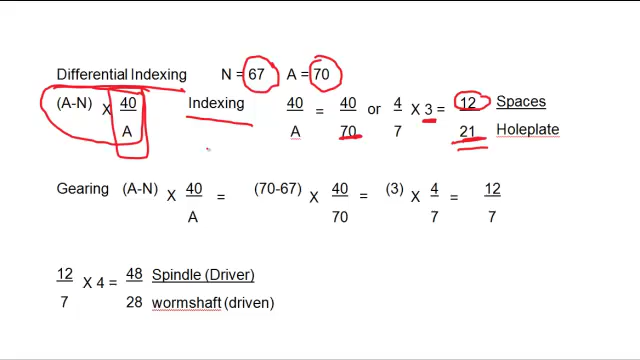 Differential Indexing N = 67 A = 70
(A-N) X 40 Indexing 40 = 40 or 4 X 3 = 12 Spaces
A A 70 7 21 Holeplate
Gearing (A-N) X 40 = (70-67) X 40 = (3) X 4 = 12
A 70 7 7
12 X 4 = 48 Spindle (Driver)
7 28 wormshaft (driven)